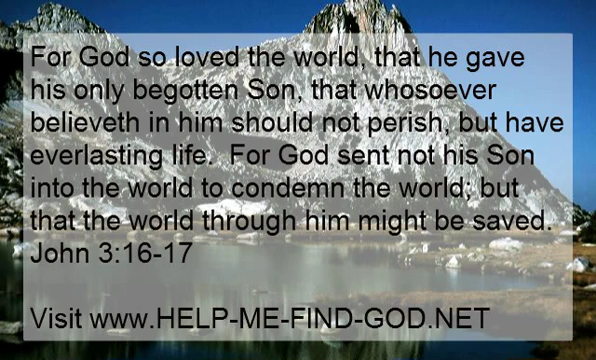 For God so loved the world, that he gave
his only begotten Son, that whosoever
believeth in him should not perish, but have
everlasting life.  For God sent not his Son
into the world to condemn the world; but
that the world through him might be saved.
John 3:16-17
Visit www.HELP-ME-FIND-GOD.NET